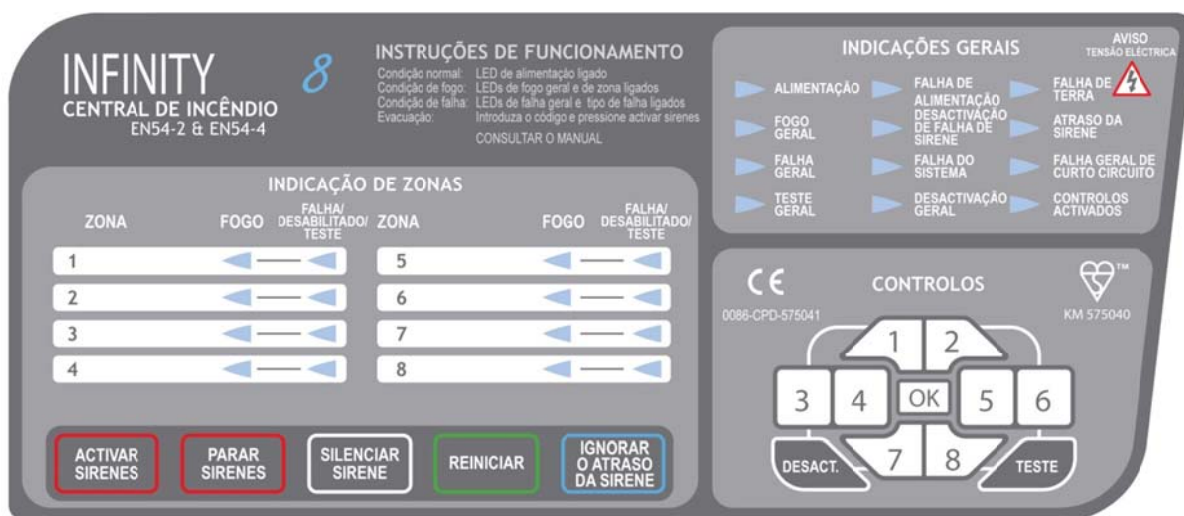 INFINITY 8
CENTRAL DE INCÊNDIO
EN54-2 & EN54-4
INSTRUÇÕES DE FUNCIONAMENTO
Condição normal: LED de alimentação ligado
Condição de fogo: LEDs de fogo geral e de zona ligados
Condição de falha: LEDs de falha geral e tipo de falha ligados
Evacuação: Introduza o código e pressione activar sirenes
CONSULTAR O MANUAL
INDICAÇÕES GERAIS
AVISO
TENSÃO ELÉCTRICA
ALIMENTAÇÃO
FOGO
GERAL
FALHA
GERAL
TESTE
GERAL
FALHA DE
ALIMENTAÇÃO
DESACTIVAÇÃO
DE FALHA DE
SIRENE
FALHA DO
SISTEMA
DESACTIVAÇÃO
GERAL
FALHA DE
TERRA
ATRASO DA
SIRENE
FALHA GERAL DE
CURTO CIRCUITO
CONTROLOS
ACTIVADOS
INDICAÇÃO DE ZONAS
ZONA FOGO FALHA/
DESABILITADO/
TESTE
1
2
3
4
ZONA FOGO FALHA/
DESABILITADO/
TESTE
5
6
7
8
ACTIVAR
SIRENES
PARAR
SIRENES
SILENCIAR
SIRENE
REINICIAR
IGNORAR
O ATRASO
DA SIRENE
CE
0086-CPD-575041
CONTROLOS
TM
KM 575040
1 2
3 4 OK 5 6
DESACT. 7 8 TESTE